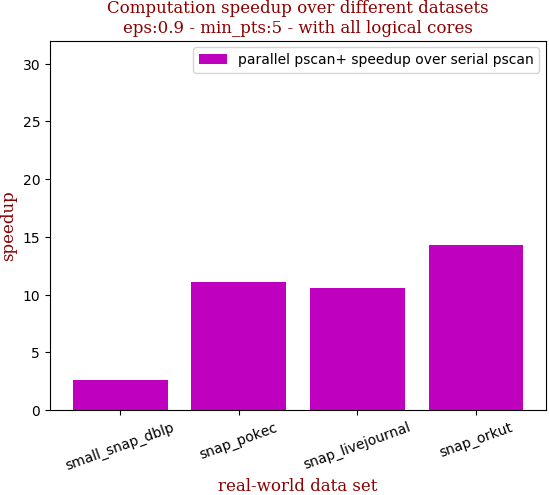 Computation speedup over different datasets
eps:0.9 - min_pts:5 - with all logical cores
parallel pscan+ speedup over serial pscan
speedup
30
25
20
15
10
5
0
small_snap_dblp
snap_pokec
snap_livejournal
snap_orkut
real-world data set